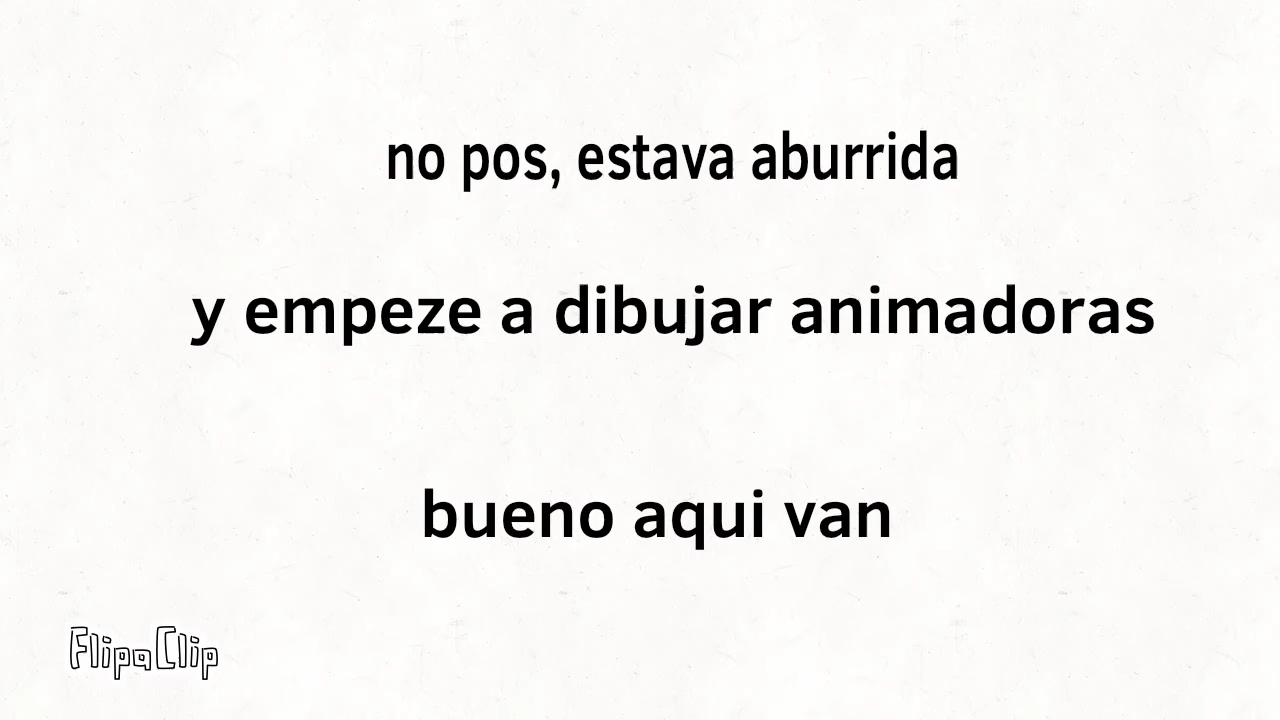 no pos, estava aburrida
y empeze a dibujar animadoras
bueno aqui van
FlipaClip